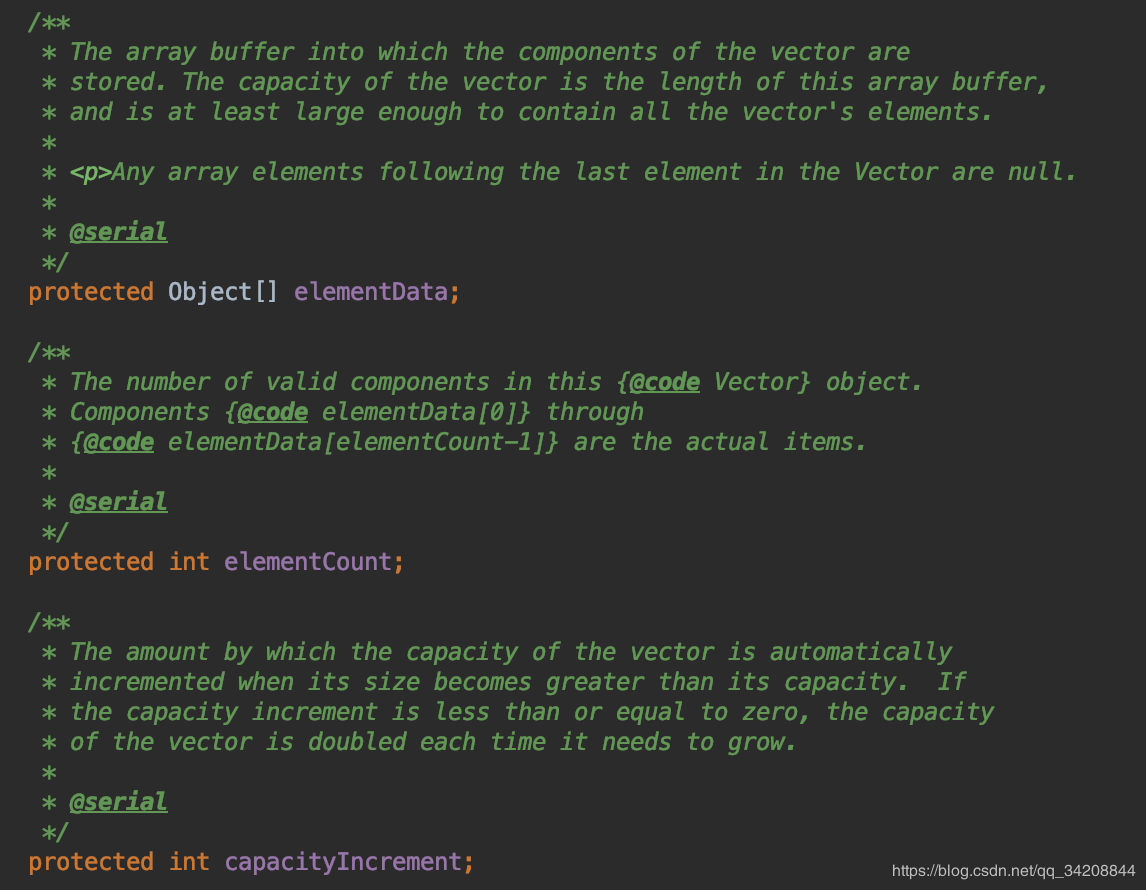 /**
 * The array buffer into which the components of the vector are
 * stored. The capacity of the vector is the length of this array buffer,
 * and is at least large enough to contain all the vector's elements.
 *
 * <p>Any array elements following the last element in the Vector are null.
 *
 * @serial
 */
protected Object[] elementData;

/**
 * The number of valid components in this {@code Vector} object.
 * Components {@code elementData[0]} through
 * {@code elementData[elementCount-1]} are the actual items.
 *
 * @serial
 */
protected int elementCount;

/**
 * The amount by which the capacity of the vector is automatically
 * incremented when its size becomes greater than its capacity.  If
 * the capacity increment is less than or equal to zero, the capacity
 * of the vector is doubled each time it needs to grow.
 *
 * @serial
 */
protected int capacityIncrement;
https://blog.csdn.net/qq_34208844